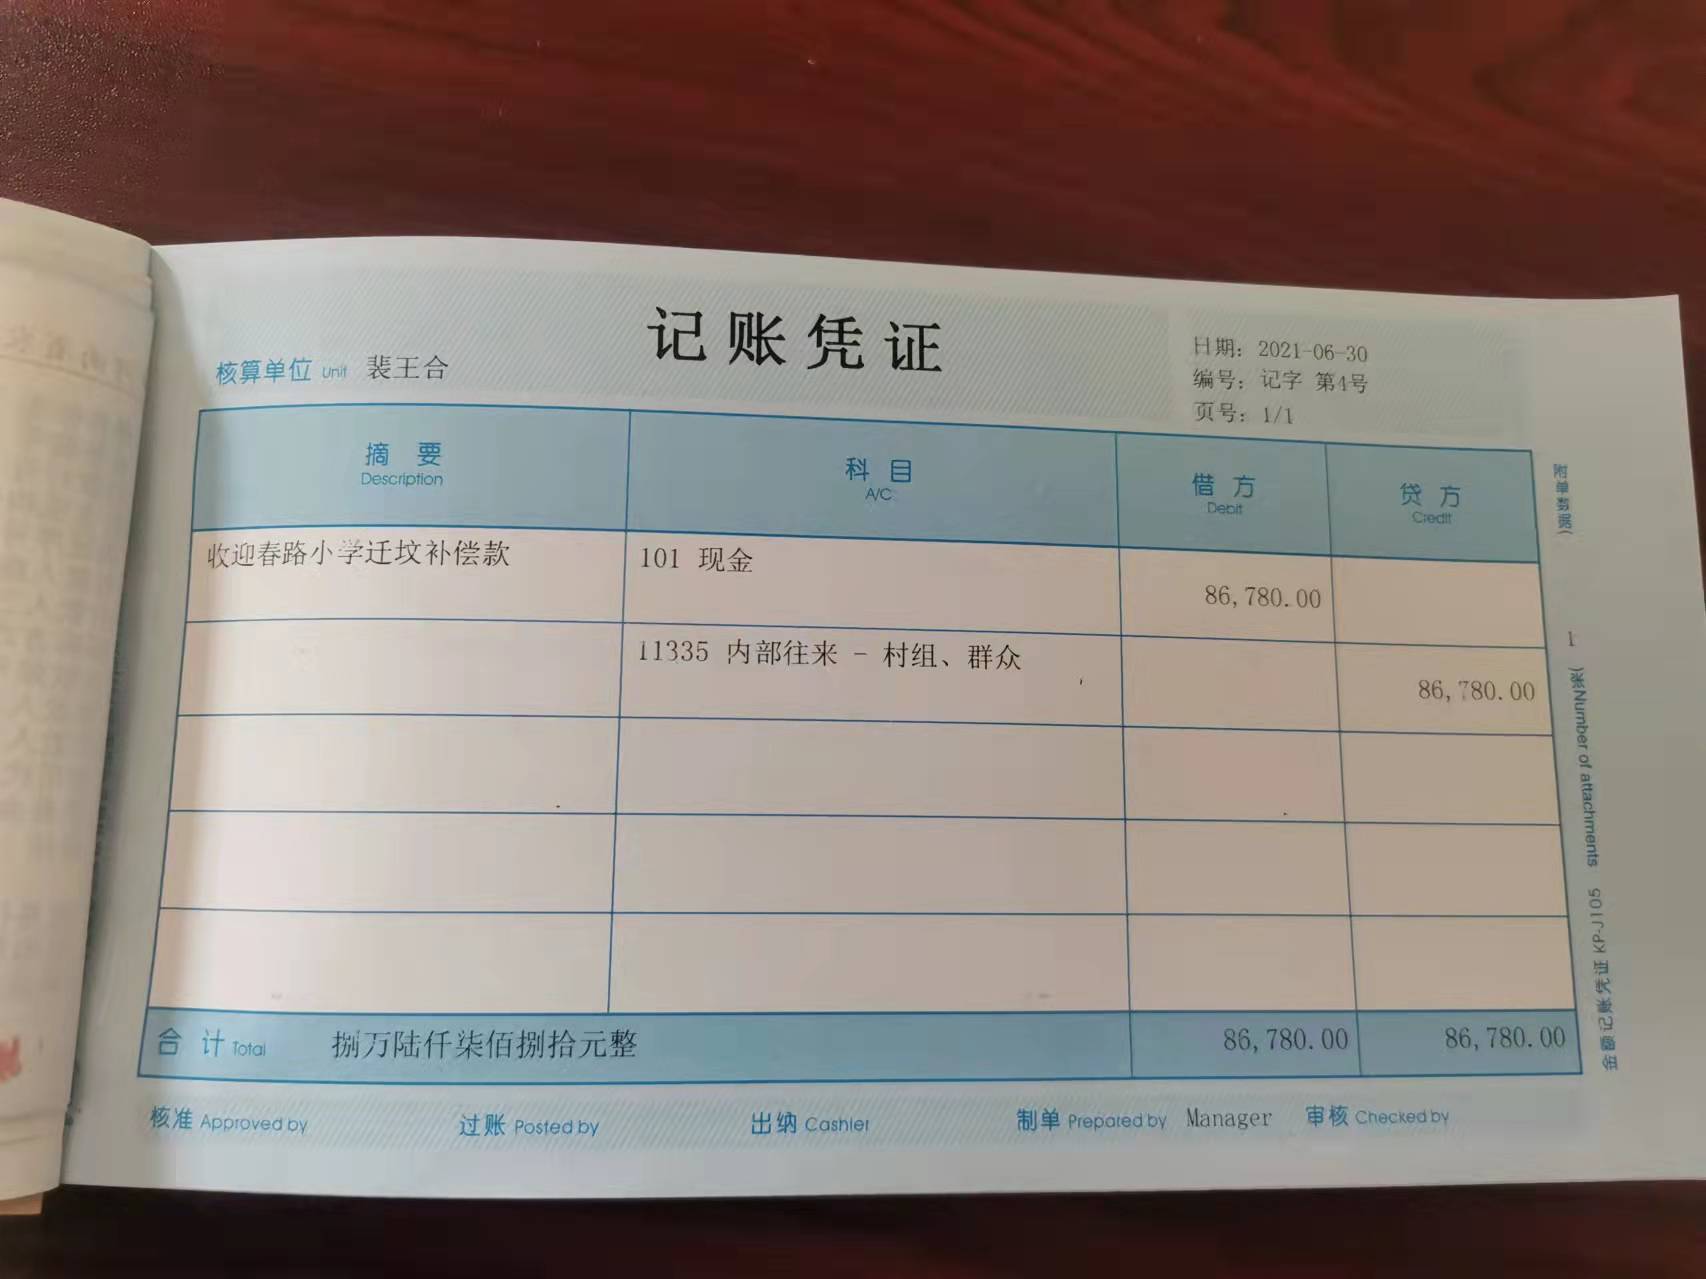 记账凭证
核算单位 Unit 裴王合
日期: 2021-06-30
编号: 记字 第4号
页号: 1/1
摘 要 科 目 借 方 贷 方
Description A/C Debit Credit
收迎春路小学迁坟补偿款 101 现金 86,780.00
11335 内部往来 - 村组、群众 86,780.00
合 计 Total 捌万陆仟柒佰捌拾元整 86,780.00 86,780.00
核准 Approved by 过账 Posted by 出纳 Cashier 制单 Prepared by Manager 审核 Checked by
附单数据( 1 )张Number of attachments
金额记账凭证 KP-J105